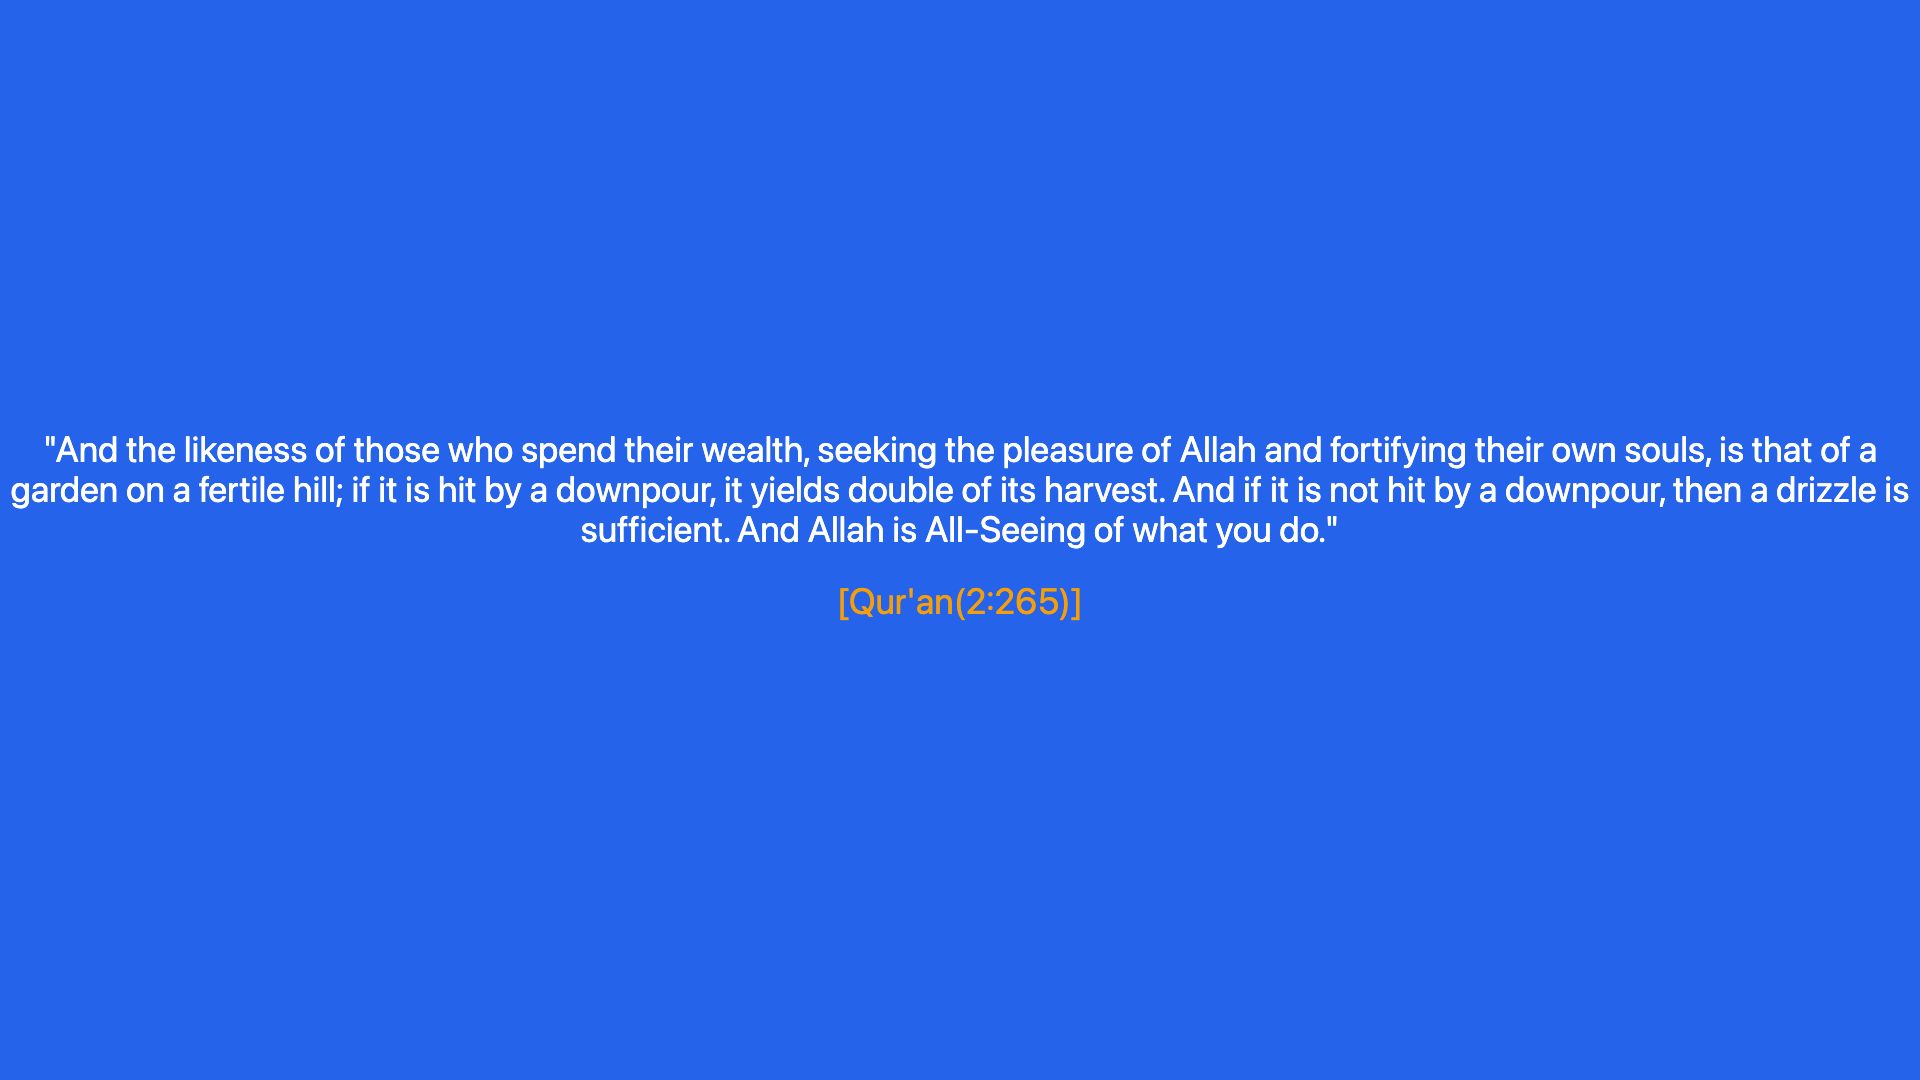 "And the likeness of those who spend their wealth, seeking the pleasure of Allah and fortifying their own souls, is that of a
garden on a fertile hill; if it is hit by a downpour, it yields double of its harvest. And if it is not hit by a downpour, then a drizzle is
sufficient. And Allah is All-Seeing of what you do."
[Qur'an(2:265)]